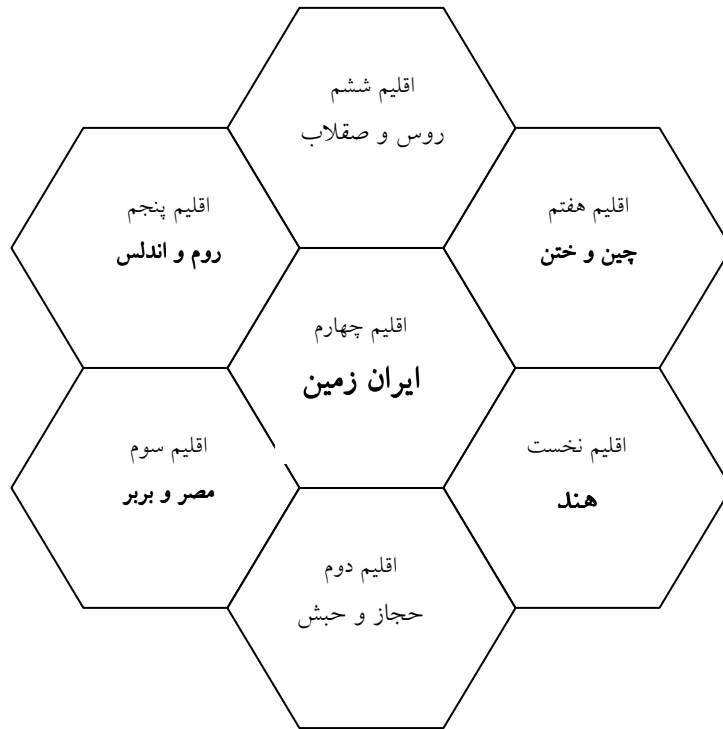 اقلیم ششم
روس و صقلاب
اقلیم هفتم
چین و ختن
اقلیم پنجم
روم و اندلس
اقلیم چهارم
ایران زمین
اقلیم نخست
هند
اقلیم سوم
مصر و بربر
اقلیم دوم
حجاز و حبش